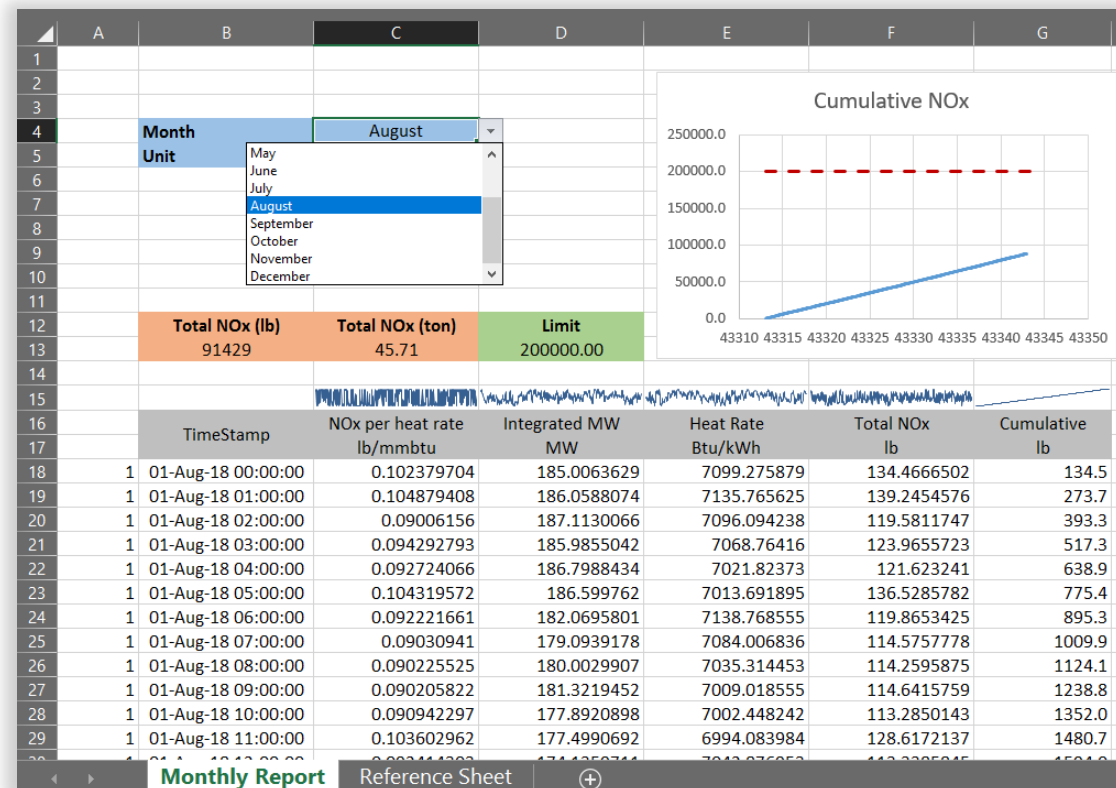 A B C D E F G
1
2
3
Cumulative NOx
4 Month August
250000.0
5 Unit
May
June
July
August
September
October
November
December
6
7
8
9
10
11
200000.0
150000.0
100000.0
50000.0
0.0
43310 43315 43320 43325 43330 43335 43340 43345 43350
12 Total NOx (lb) Total NOx (ton) Limit
13 91429 45.71 200000.00
14
15
16 TimeStamp NOx per heat rate Integrated MW Heat Rate Total NOx Cumulative
17 lb/mmbtu MW Btu/kWh lb lb
18 1 01-Aug-18 00:00:00 0.102379704 185.0063629 7099.275879 134.4666502 134.5
19 1 01-Aug-18 01:00:00 0.104879408 186.0588074 7135.765625 139.2454576 273.7
20 1 01-Aug-18 02:00:00 0.09006156 187.1130066 7096.094238 119.5811747 393.3
21 1 01-Aug-18 03:00:00 0.094292793 185.9855042 7068.76416 123.9655723 517.3
22 1 01-Aug-18 04:00:00 0.092724066 186.7988434 7021.82373 121.623241 638.9
23 1 01-Aug-18 05:00:00 0.104319572 186.599762 7013.691895 136.5285782 775.4
24 1 01-Aug-18 06:00:00 0.092221661 182.0695801 7138.768555 119.8653425 895.3
25 1 01-Aug-18 07:00:00 0.09030941 179.0939178 7084.006836 114.5757778 1009.9
26 1 01-Aug-18 08:00:00 0.090225525 180.0029907 7035.314453 114.2595875 1124.1
27 1 01-Aug-18 09:00:00 0.090205822 181.3219452 7009.018555 114.6415759 1238.8
28 1 01-Aug-18 10:00:00 0.090942297 177.8920898 7002.448242 113.2850143 1352.0
29 1 01-Aug-18 11:00:00 0.103602962 177.4990692 6994.083984 128.6172137 1480.7
Monthly Report Reference Sheet